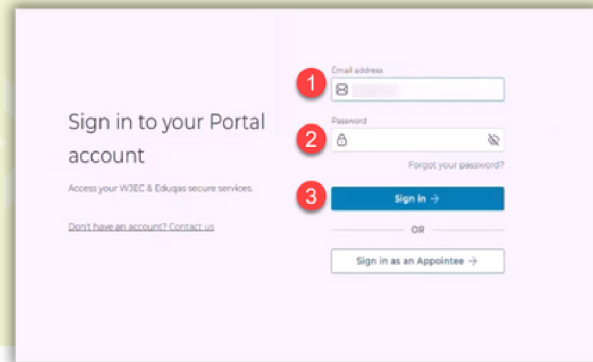 Sign in to your Portal
account
Access your WJEC & Eduqas secure services.
Don't have an account? Contact us
1
Email address
2
Password
Forgot your password?
3
Sign in →
OR
Sign in as an Appointee →